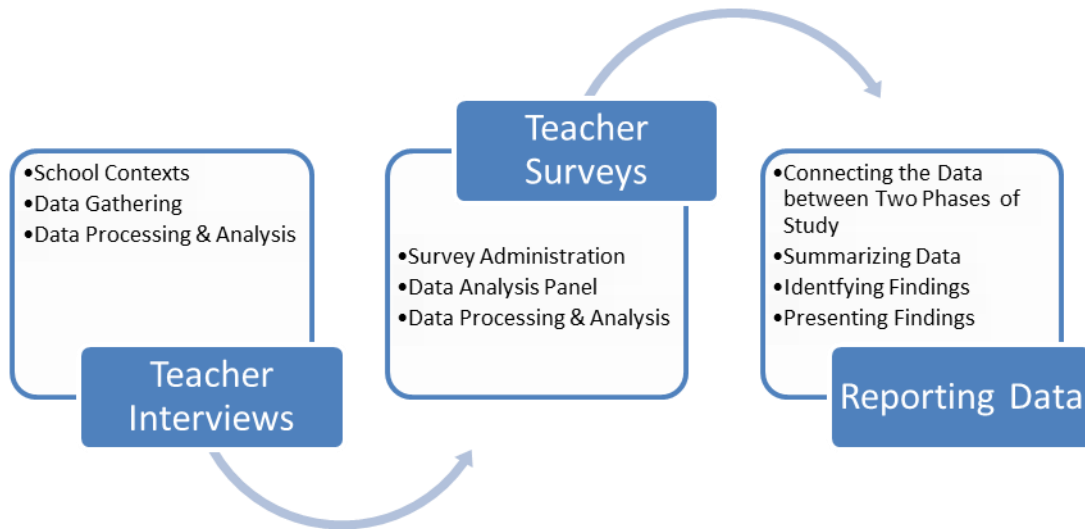 •School Contexts
•Data Gathering
•Data Processing & Analysis
Teacher
Interviews
Teacher
Surveys
•Survey Administration
•Data Analysis Panel
•Data Processing & Analysis
•Connecting the Data
between Two Phases of
Study
•Summarizing Data
•Identfying Findings
•Presenting Findings
Reporting Data